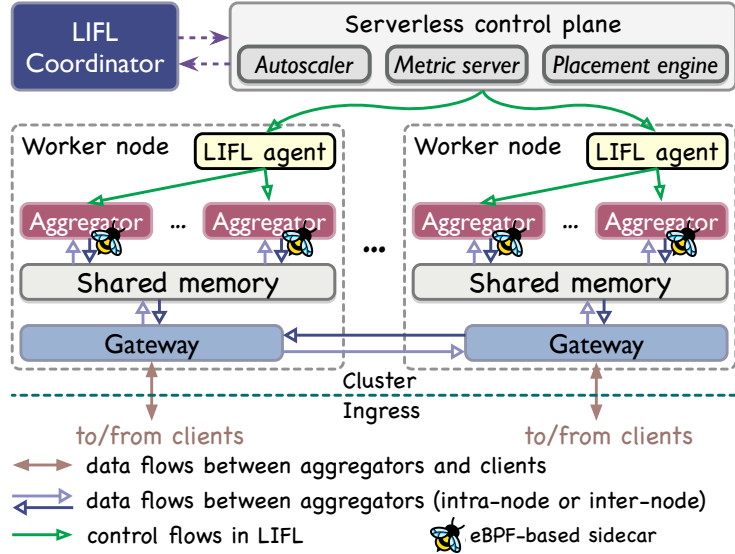 LIFL
Coordinator
Serverless control plane
Autoscaler
Metric server
Placement engine
Worker node
LIFL agent
Aggregator
...
Aggregator
Shared memory
Gateway
...
Worker node
LIFL agent
Aggregator
...
Aggregator
Shared memory
Gateway
Cluster
Ingress
to/from clients
to/from clients
data flows between aggregators and clients
data flows between aggregators (intra-node or inter-node)
control flows in LIFL
eBPF-based sidecar